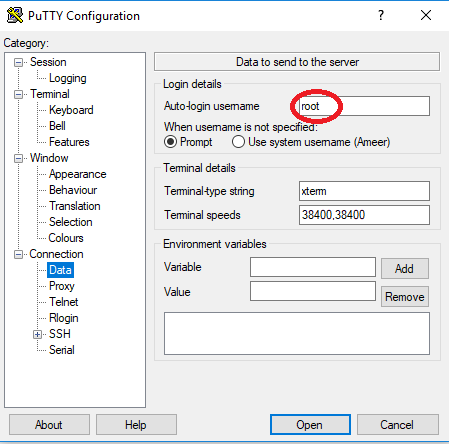 PuTTY Configuration
?
Category:
Session
Logging
Terminal
Keyboard
Bell
Features
Window
Appearance
Behaviour
Translation
Selection
Colours
Connection
Data
Proxy
Telnet
Rlogin
SSH
Serial
Data to send to the server
Login details
Auto-login username root
When username is not specified:
Prompt Use system username (Ameer)
Terminal details
Terminal-type string xterm
Terminal speeds 38400,38400
Environment variables
Variable Add
Value Remove
About Help Open Cancel